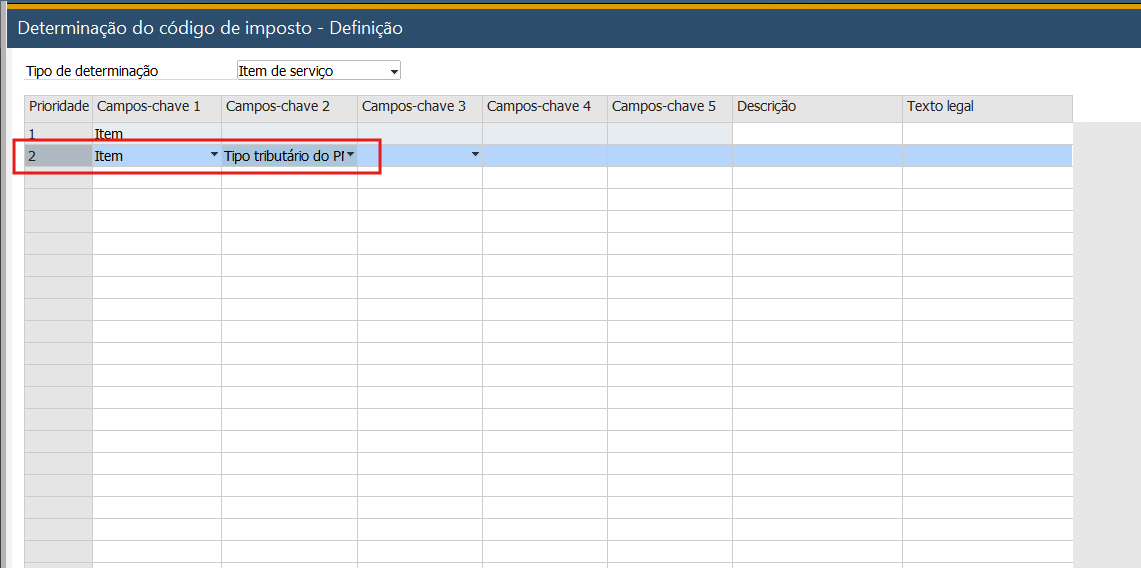 Determinação do código de imposto - Definição
Tipo de determinação Item de serviço
Prioridade Campos-chave 1 Campos-chave 2 Campos-chave 3 Campos-chave 4 Campos-chave 5 Descrição Texto legal
1 Item
2 Item Tipo tributário do